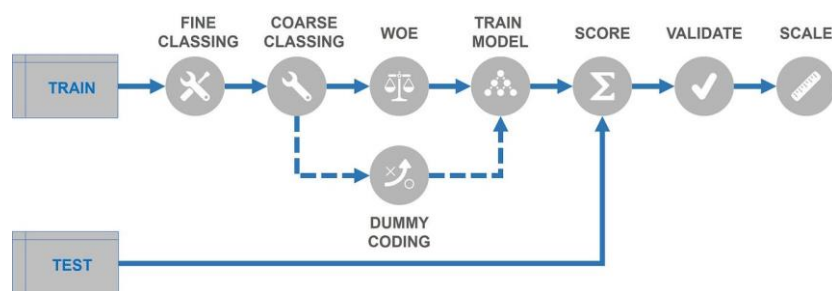 FINE
CLASSING
COARSE
CLASSING
WOE
TRAIN
MODEL
SCORE
VALIDATE
SCALE
TRAIN
Σ
DUMMY
CODING
TEST